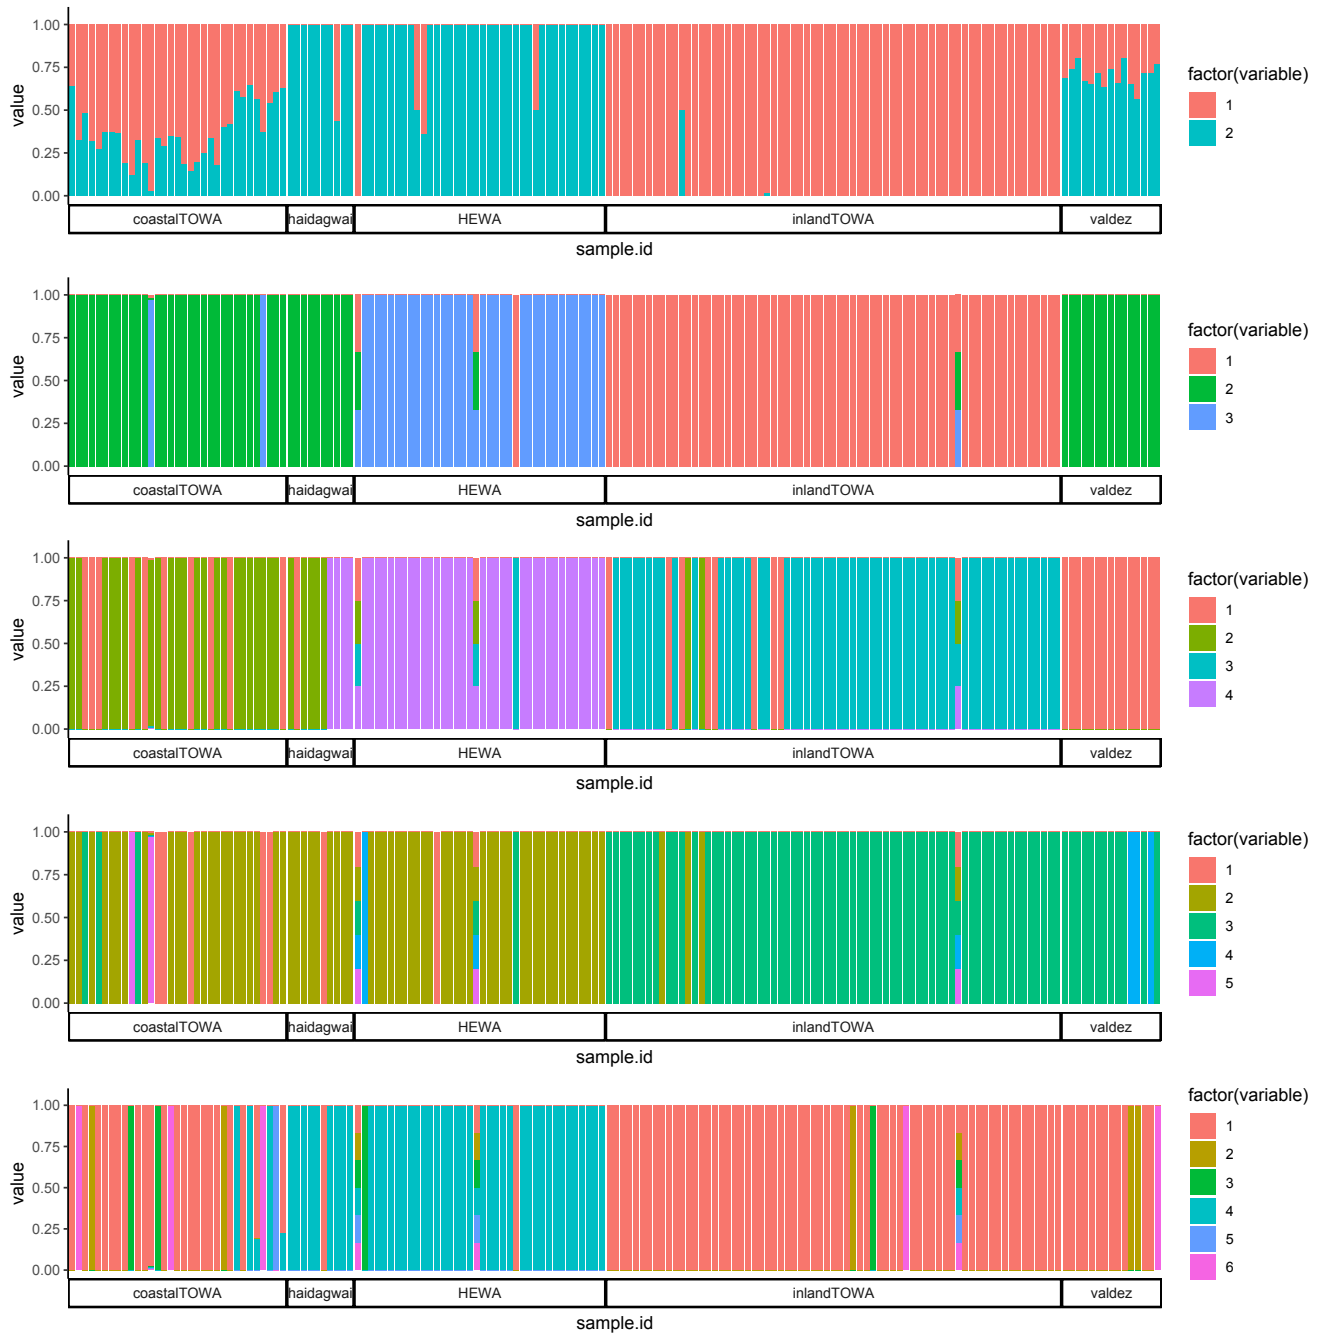 1.00
0.75
0.50
0.25
0.00
value
coastalTOWA haidagwai HEWA inlandTOWA valdez
sample.id
factor(variable)
1
2
1.00
0.75
0.50
0.25
0.00
value
coastalTOWA haidagwai HEWA inlandTOWA valdez
sample.id
factor(variable)
1
2
3
1.00
0.75
0.50
0.25
0.00
value
coastalTOWA haidagwai HEWA inlandTOWA valdez
sample.id
factor(variable)
1
2
3
4
1.00
0.75
0.50
0.25
0.00
value
coastalTOWA haidagwai HEWA inlandTOWA valdez
sample.id
factor(variable)
1
2
3
4
5
1.00
0.75
0.50
0.25
0.00
value
coastalTOWA haidagwai HEWA inlandTOWA valdez
sample.id
factor(variable)
1
2
3
4
5
6